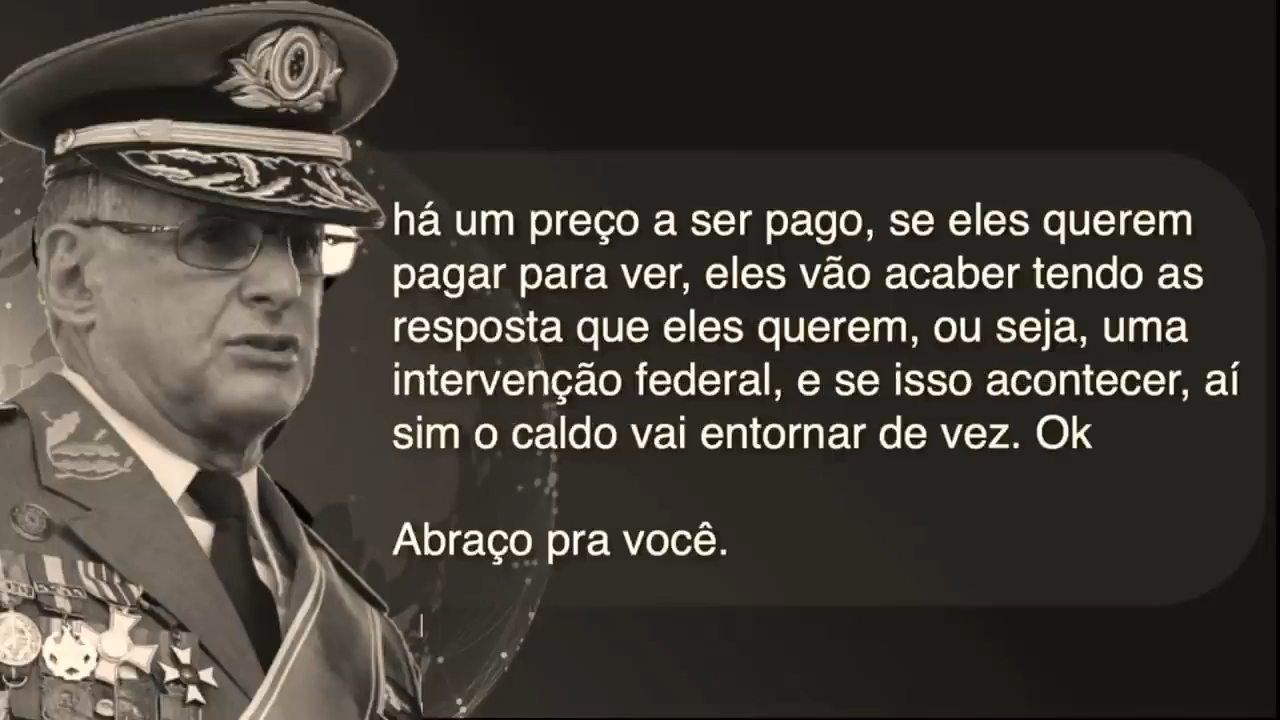 há um preço a ser pago, se eles querem
pagar para ver, eles vão acaber tendo as
resposta que eles querem, ou seja, uma
intervenção federal, e se isso acontecer, aí
sim o caldo vai entornar de vez. Ok
Abraço pra você.